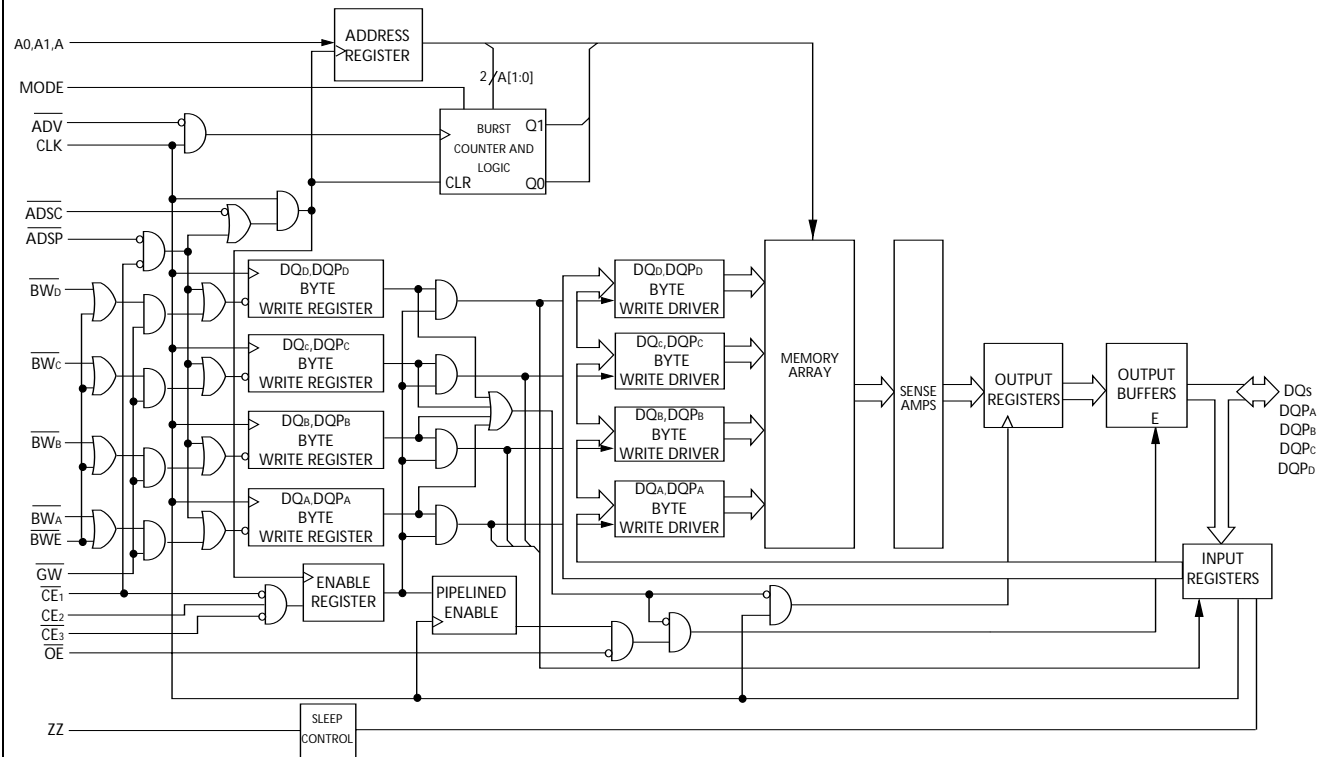 A0,A1,A
ADDRESS
REGISTER
MODE
2 A[1:0]
ADV
CLK
BURST
COUNTER AND
LOGIC
Q1
CLR
Q0
ADSC
ADSP
BWD
DQD,DQPD
BYTE
WRITE REGISTER
DQD,DQPD
BYTE
WRITE DRIVER
BWC
DQc,DQPC
BYTE
WRITE REGISTER
DQc,DQPC
BYTE
WRITE DRIVER
MEMORY
ARRAY
SENSE
AMPS
OUTPUT
REGISTERS
OUTPUT
BUFFERS
E
DQs
DQPA
DQPB
DQPC
DQPD
BWB
DQB,DQPB
BYTE
WRITE REGISTER
DQB,DQPB
BYTE
WRITE DRIVER
BWA
BWE
DQA,DQPA
BYTE
WRITE REGISTER
DQA,DQPA
BYTE
WRITE DRIVER
GW
CE1
CE2
CE3
OE
ENABLE
REGISTER
PIPELINED
ENABLE
INPUT
REGISTERS
ZZ
SLEEP
CONTROL